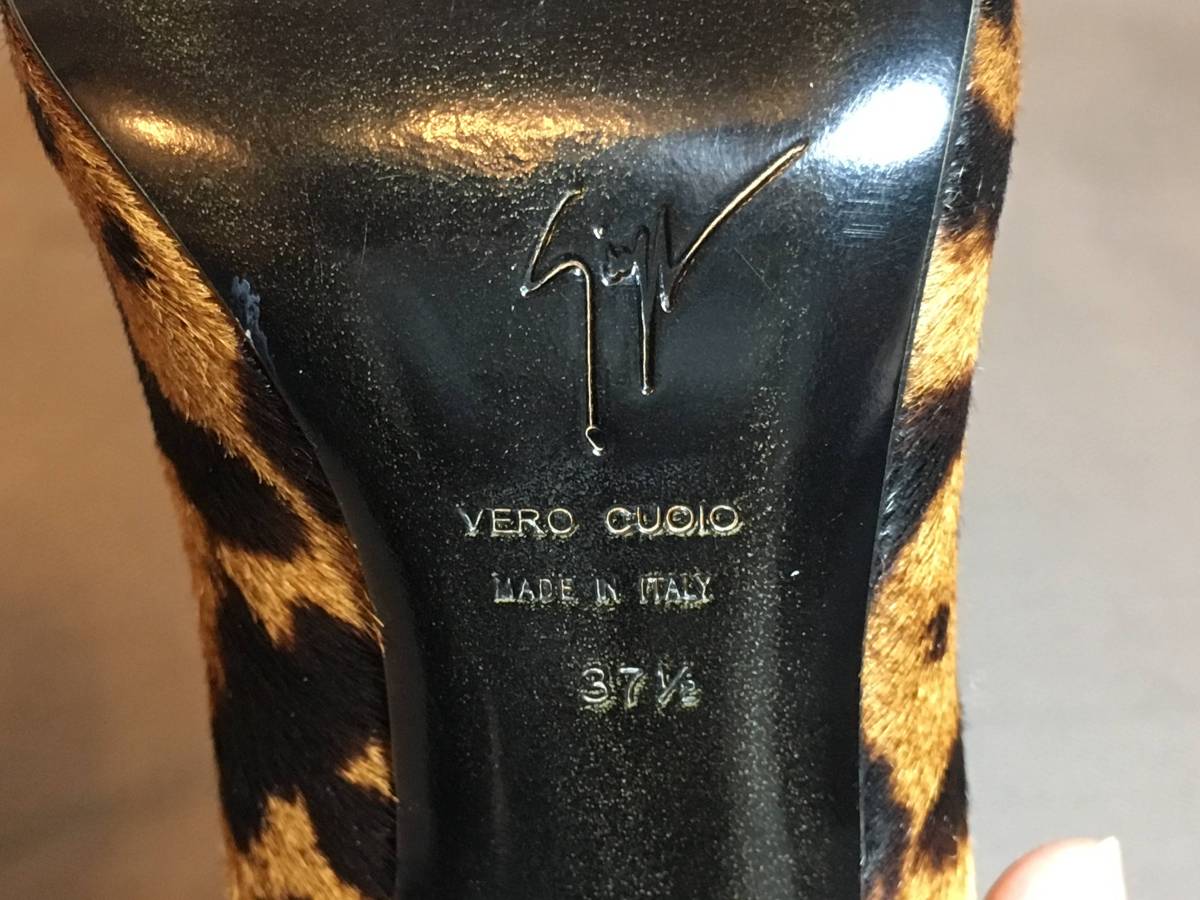 VERO CUOIO
MADE IN ITALY
37½